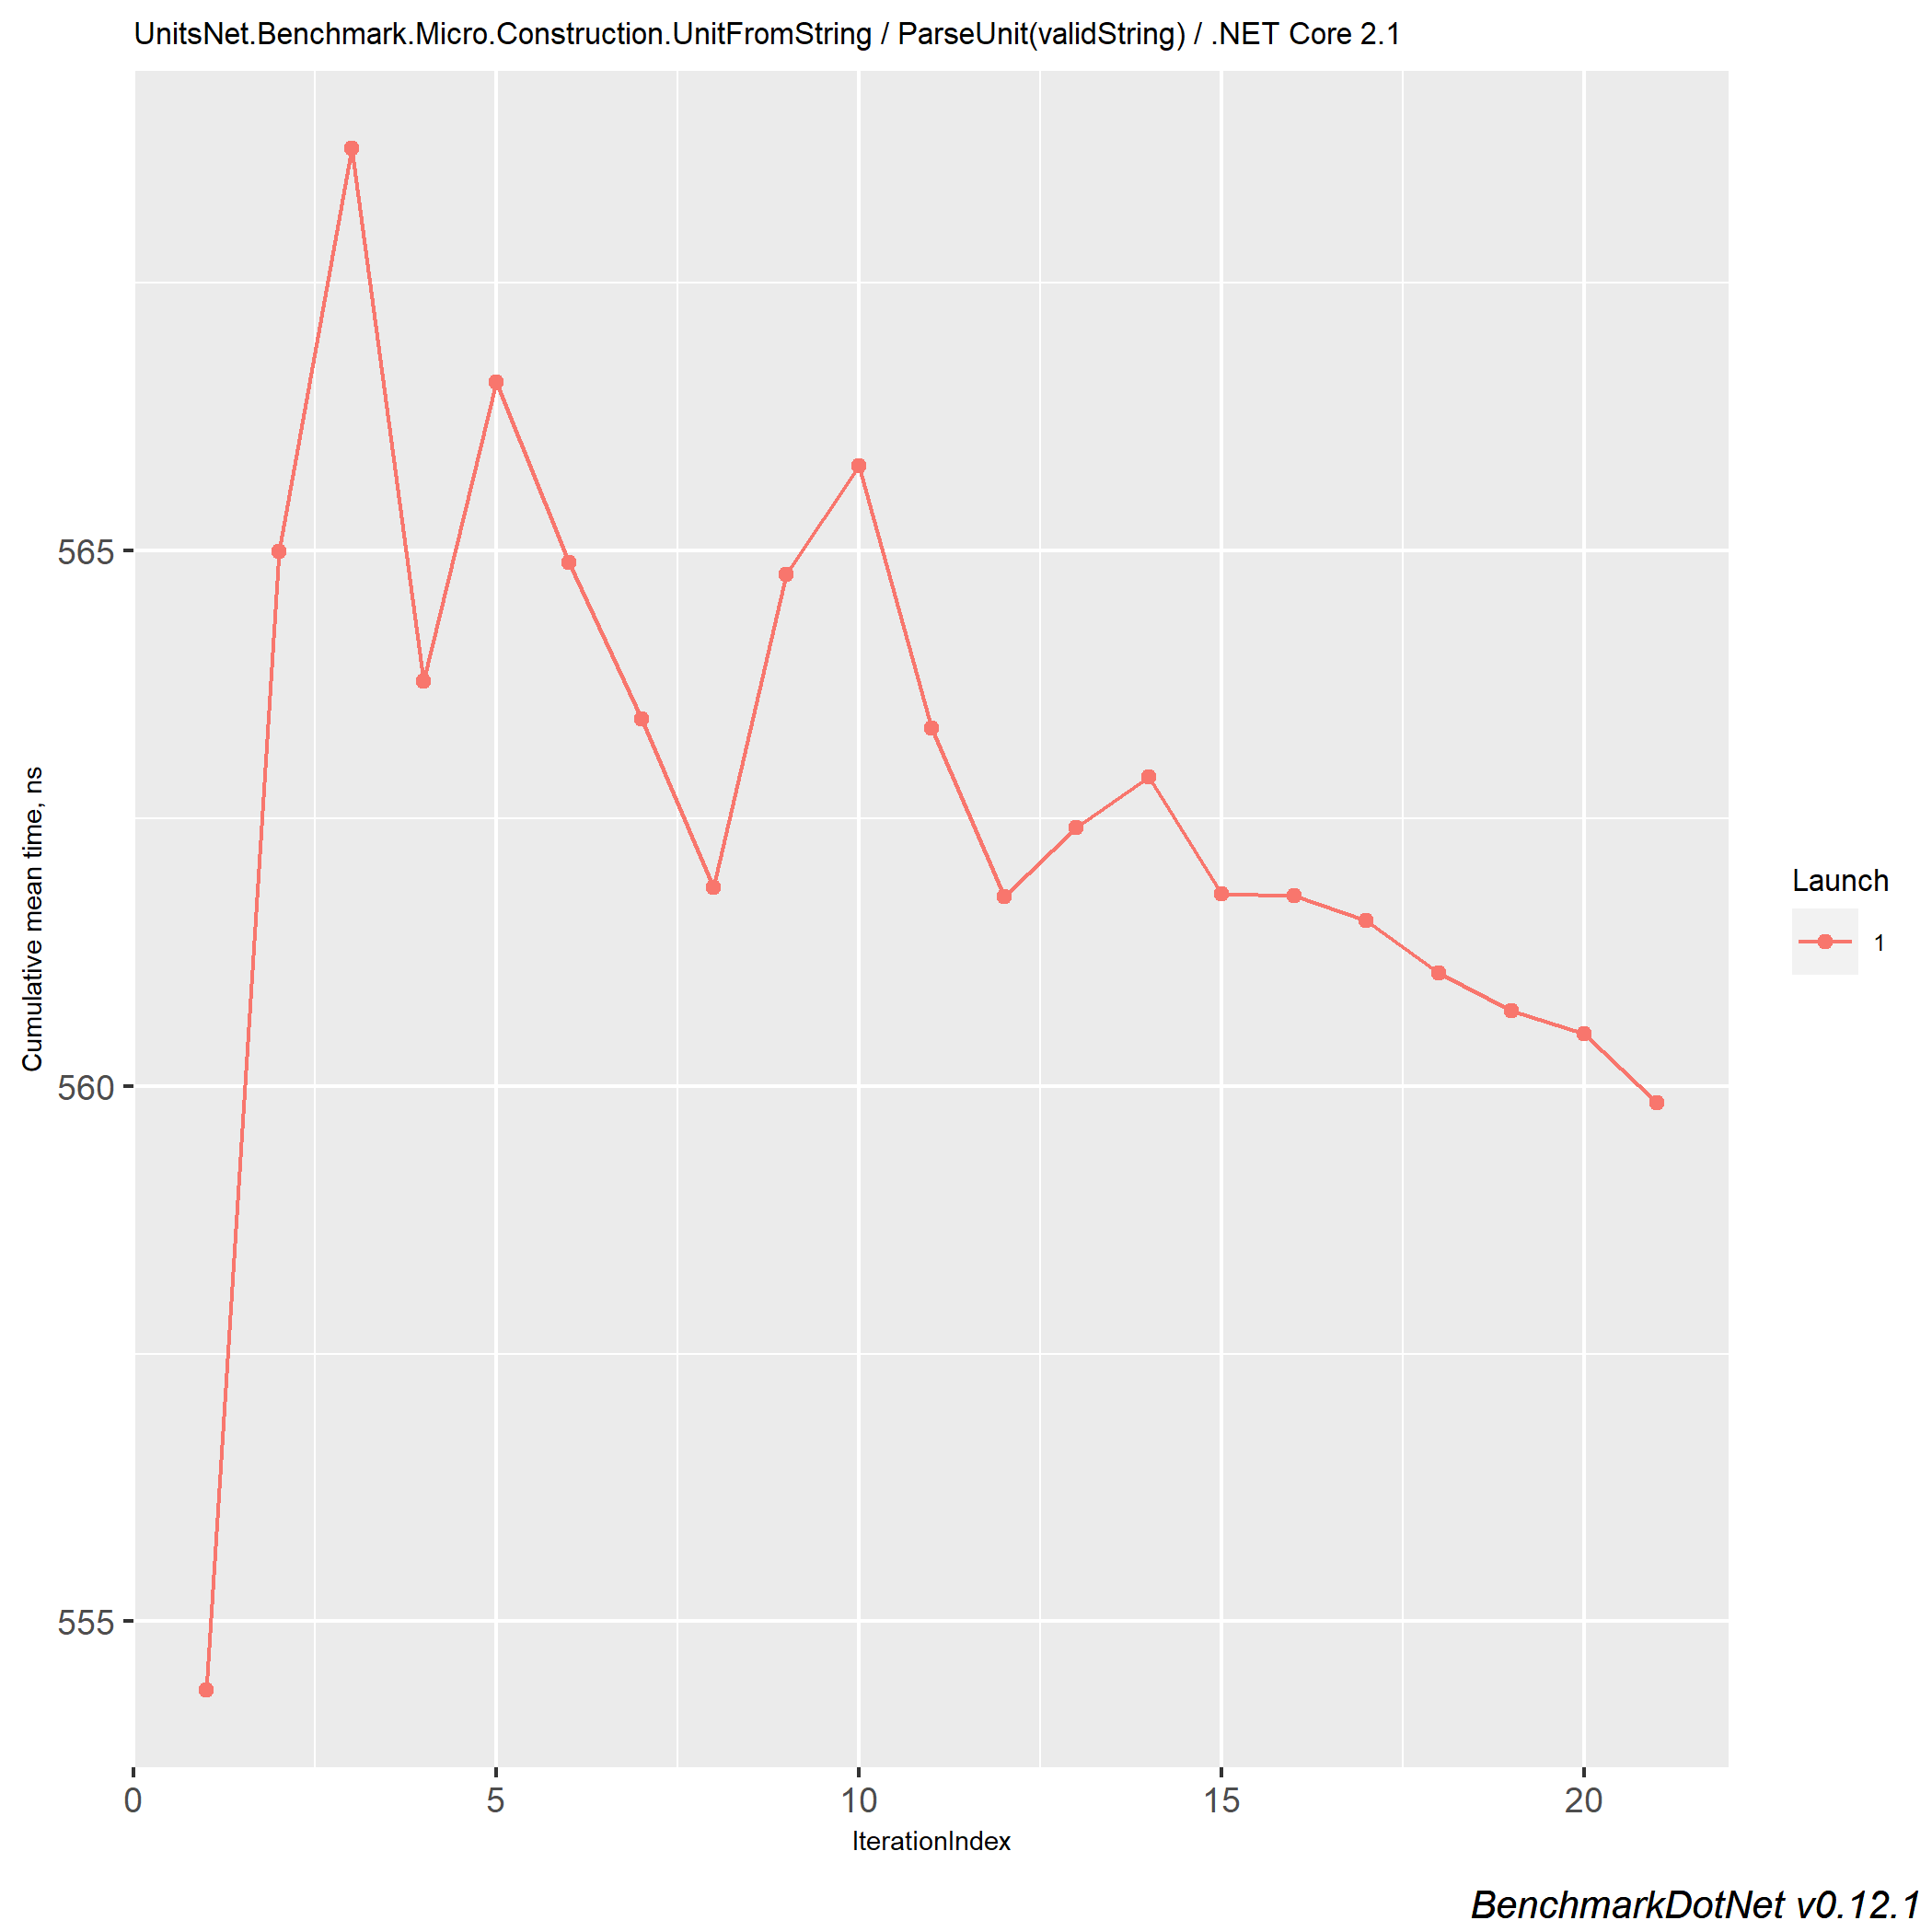 UnitsNet.Benchmark.Micro.Construction.UnitFromString / ParseUnit(validString) / .NET Core 2.1
Cumulative mean time, ns
565
560
555
0 5 10 15 20
IterationIndex
Launch
1
BenchmarkDotNet v0.12.1